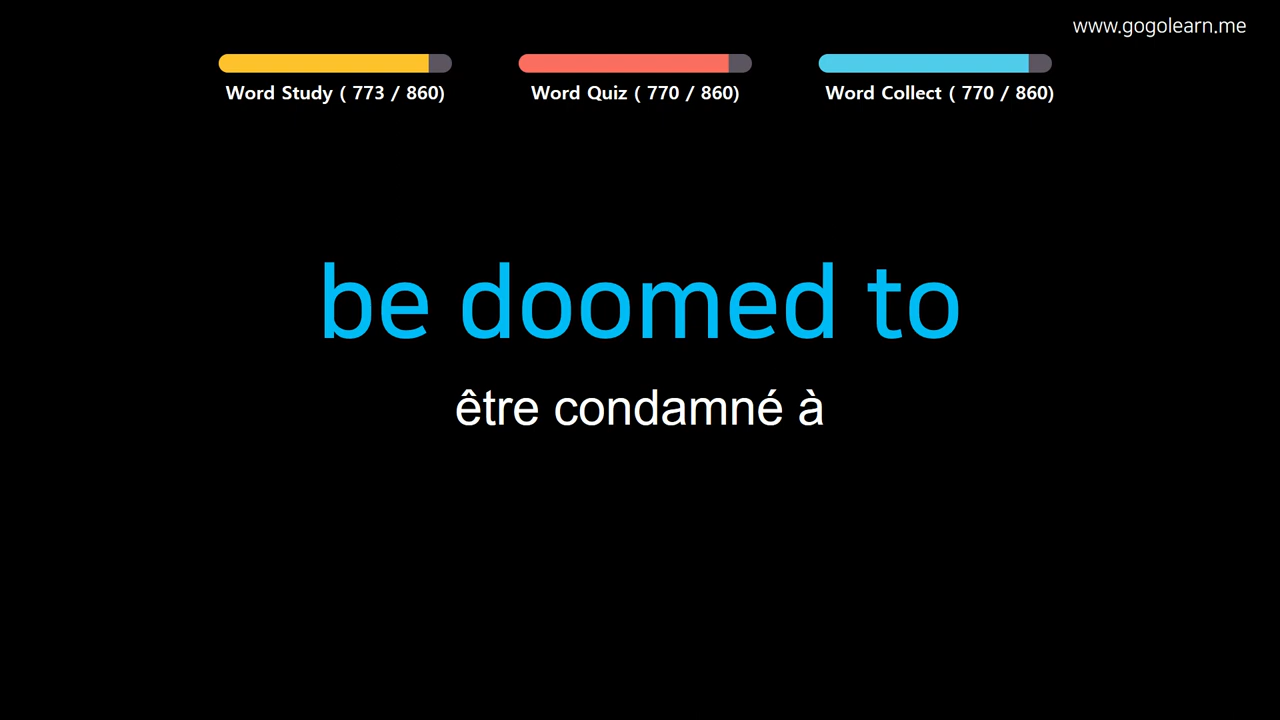 www.gogolearn.me
Word Study ( 773 / 860)
Word Quiz ( 770 / 860)
Word Collect ( 770 / 860)
be doomed to
être condamné à